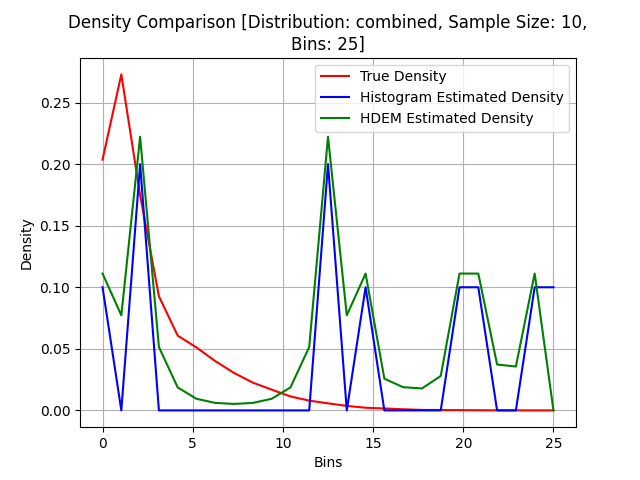 Density Comparison [Distribution: combined, Sample Size: 10,
Bins: 25]
True Density
Histogram Estimated Density
HDEM Estimated Density
Density
0.25
0.20
0.15
0.10
0.05
0.00
0 5 10 15 20 25
Bins